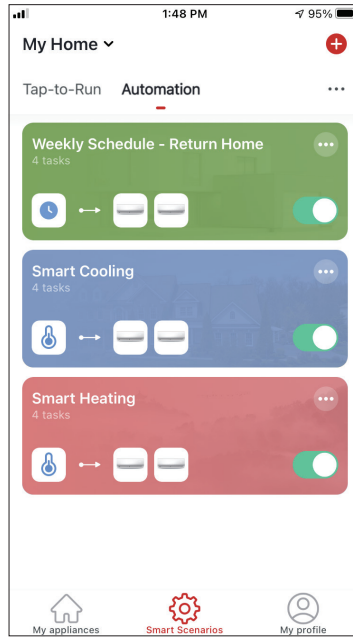 1:48 PM
95%
My Home
Tap-to-Run Automation
Weekly Schedule - Return Home
4 tasks
Smart Cooling
4 tasks
Smart Heating
4 tasks
My appliances Smart Scenarios My profile